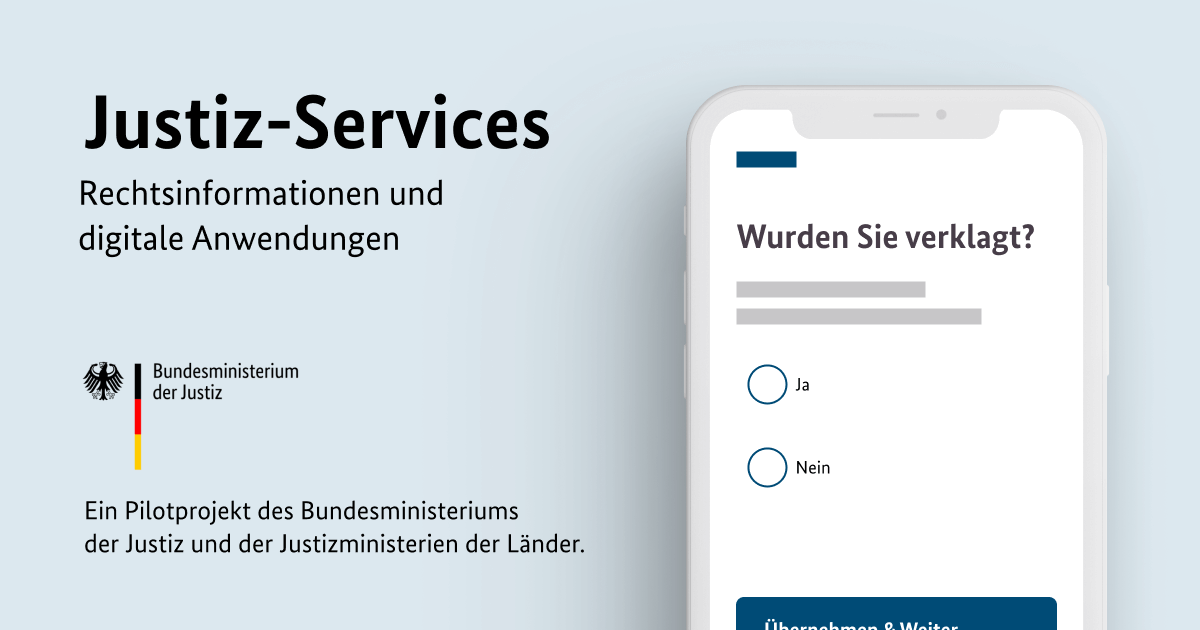 Justiz-Services
Rechtsinformationen und
digitale Anwendungen
Bundesministerium
der Justiz
Ein Pilotprojekt des Bundesministeriums
der Justiz und der Justizministerien der Länder.
Wurden Sie verklagt?
Ja
Nein
Übernehmen & Weiter